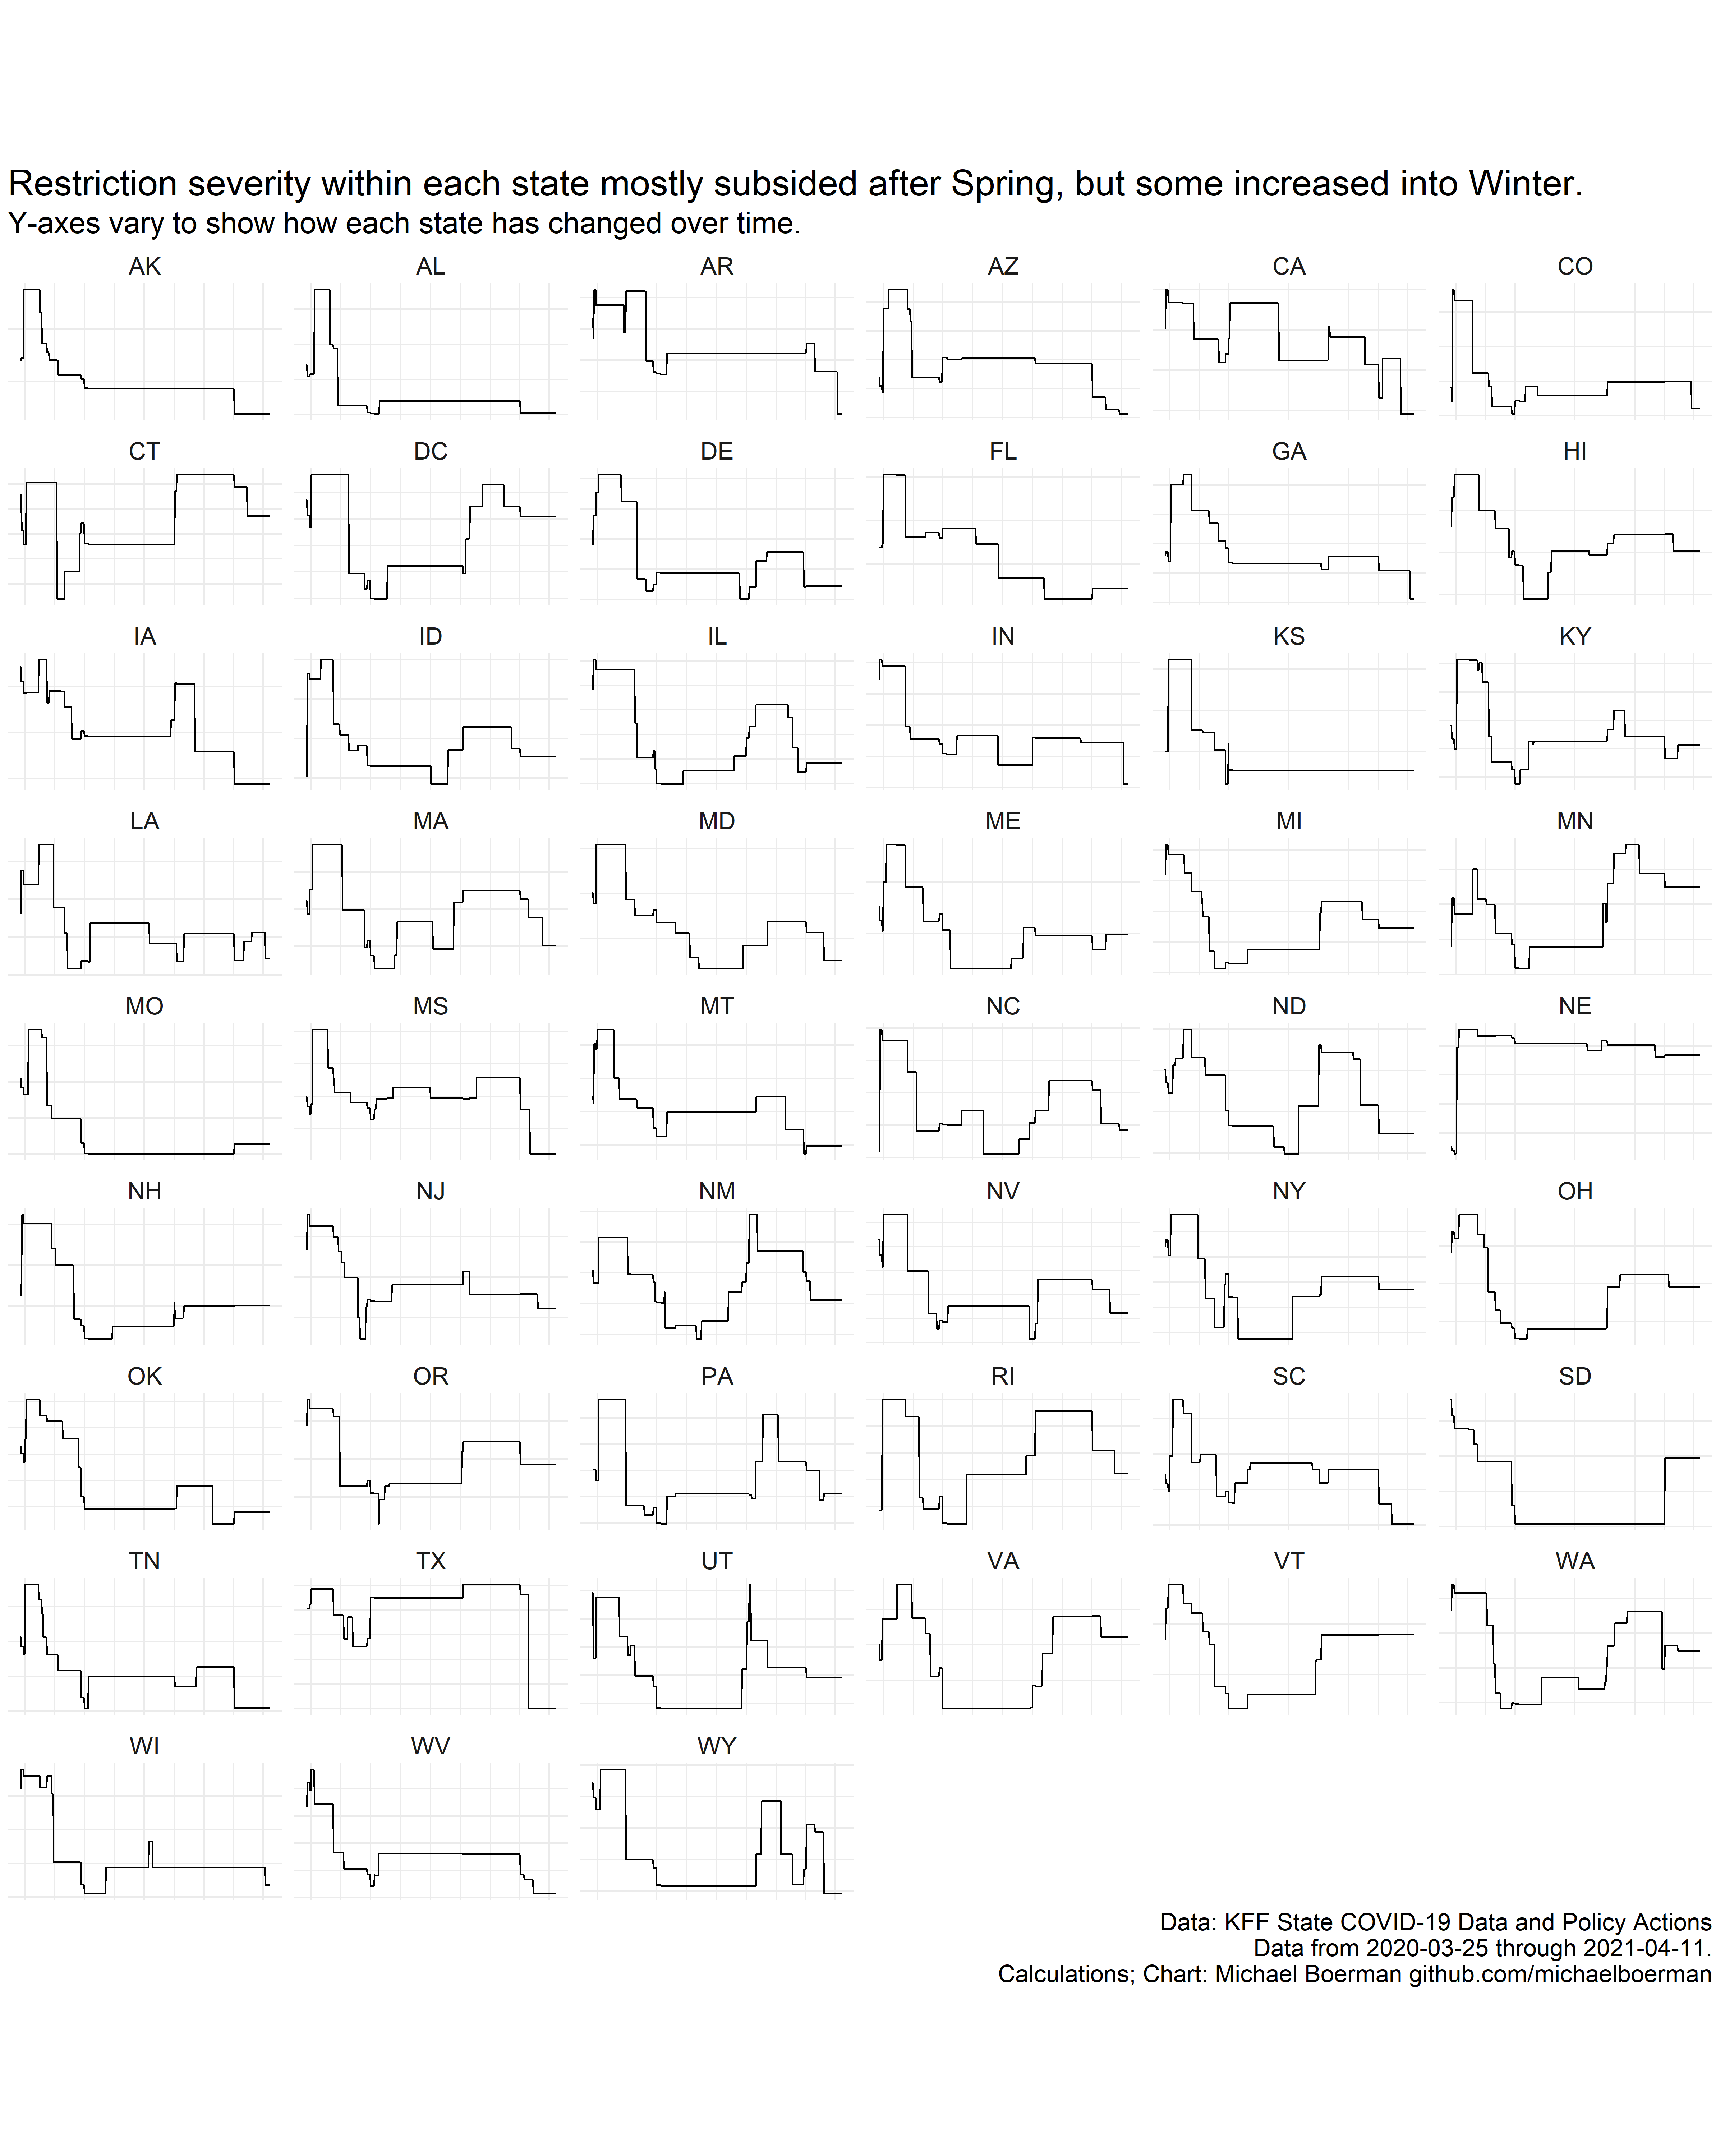 Restriction severity within each state mostly subsided after Spring, but some increased into Winter.
Y-axes vary to show how each state has changed over time.
AK AL AR AZ CA CO
CT DC DE FL GA HI
IA ID IL IN KS KY
LA MA MD ME MI MN
MO MS MT NC ND NE
NH NJ NM NV NY OH
OK OR PA RI SC SD
TN TX UT VA VT WA
WI WV WY
Data: KFF State COVID-19 Data and Policy Actions
Data from 2020-03-25 through 2021-04-11.
Calculations; Chart: Michael Boerman github.com/michaelboerman